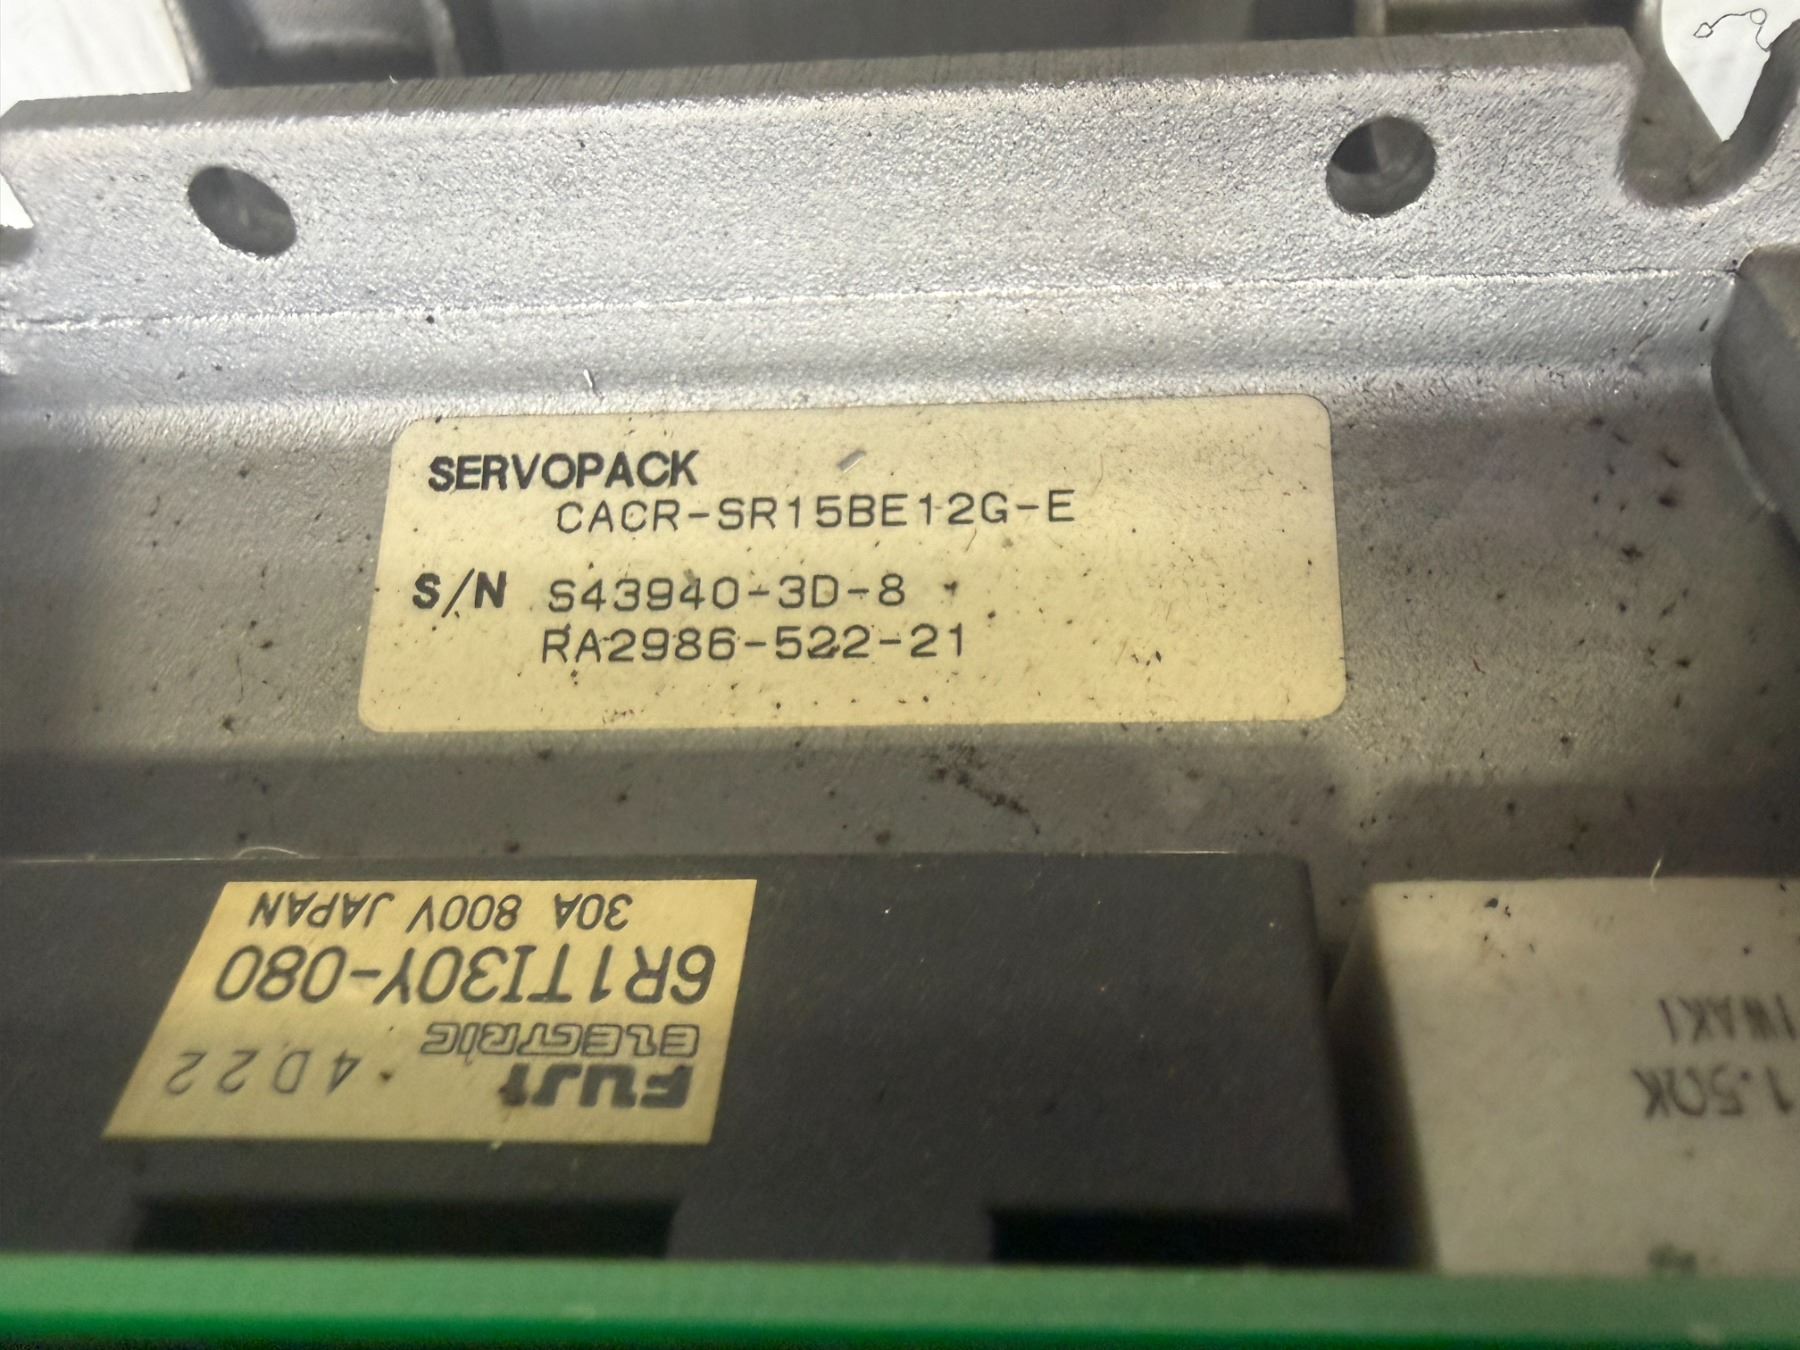 SERVOPACK
CACR-SR15BE12G-E
S/N S43940-3D-8
RA2986-522-21
FUJI
ELECTRIC 4D22
6R1TI30Y-080
30A 800V JAPAN
1.5ΩK
IWAKI